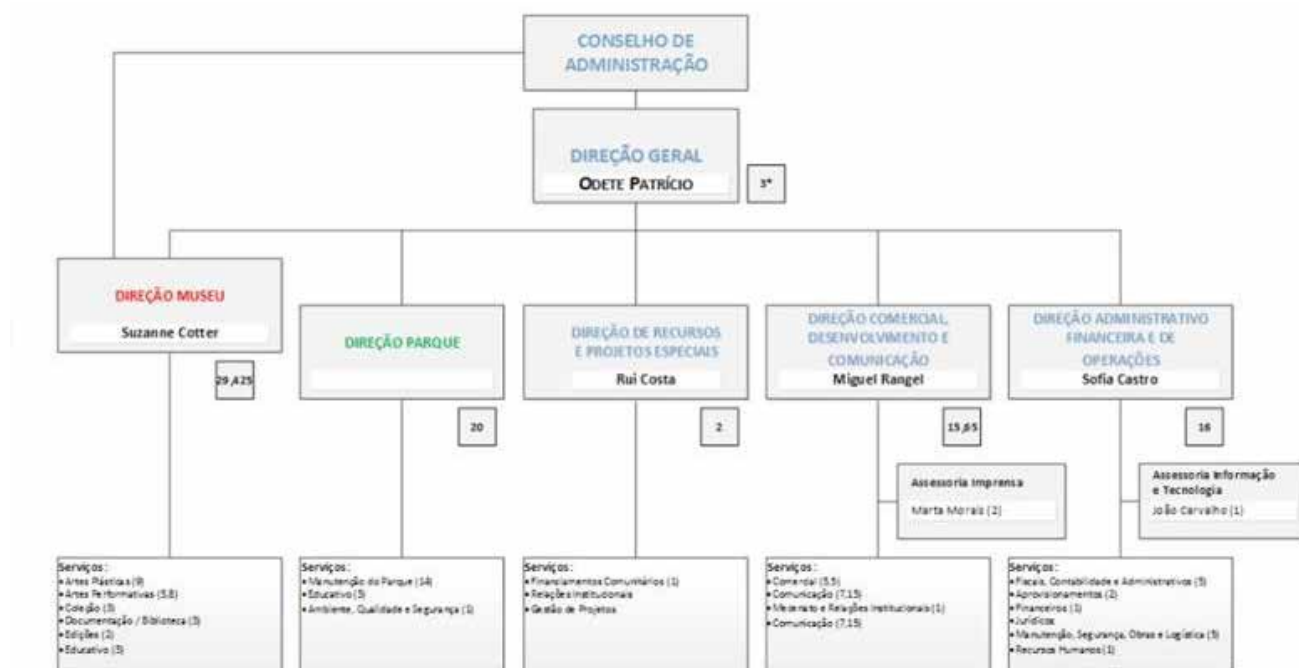 CONSELHO DE
ADMINISTRAÇÃO
DIREÇÃO GERAL
ODETE PATRÍCIO
3*
DIREÇÃO MUSEU
Suzanne Cotter
29,425
DIREÇÃO PARQUE
20
DIREÇÃO DE RECURSOS
E PROJETOS ESPECIAIS
Rui Costa
2
DIREÇÃO COMERCIAL,
DESENVOLVIMENTO E
COMUNICAÇÃO
Miguel Rangel
15,65
DIREÇÃO ADMINISTRATIVO
FINANCEIRA E DE
OPERAÇÕES
Sofia Castro
16
Assessoria Imprensa
Marta Morais (2)
Assessoria Informação
e Tecnologia
João Carvalho (1)
Serviços:
• Artes Plásticas (9)
• Artes Performativas (5,8)
• Coleção (3)
• Documentação / Biblioteca (3)
• Edições (2)
• Educativo (5)
Serviços:
• Manutenção do Parque (14)
• Educativo (3)
• Ambiente, Qualidade e Segurança (1)
Serviços:
• Financiamentos Comunitários (1)
• Relações Institucionais
• Gestão de Projetos
Serviços:
• Comercial (5,5)
• Comunicação (7,15)
• Mecenato e Relações Institucionais (1)
• Comunicação (7,15)
Serviços:
• Fiscais, Contabilidade e Administrativos (5)
• Aprovisionamentos (2)
• Financeiros (1)
• Jurídicos
• Manutenção, Segurança, Obras e Logística (5)
• Recursos Humanos (1)